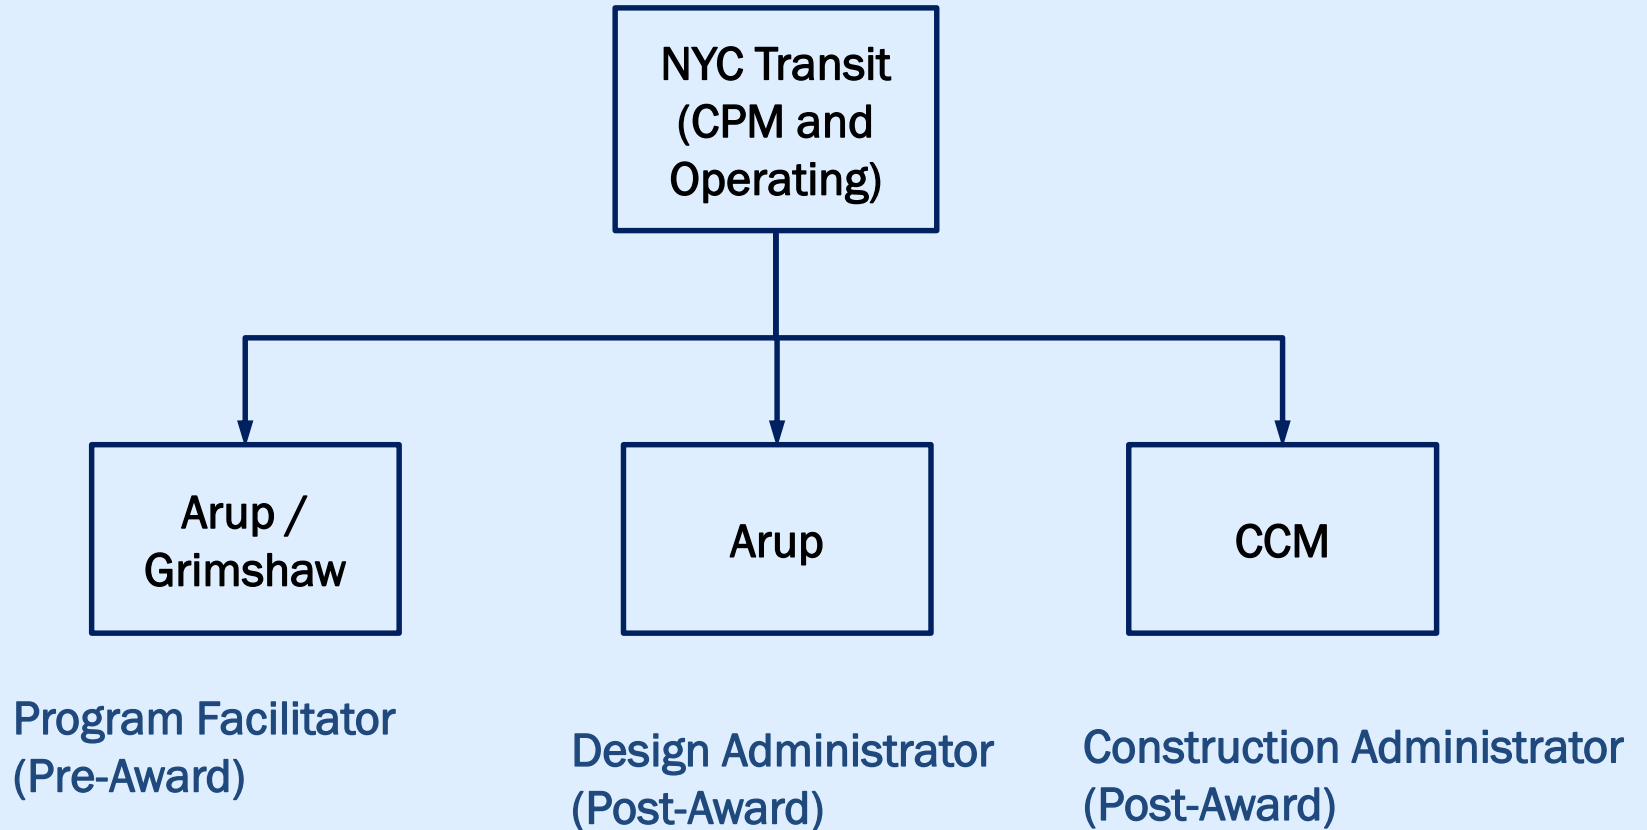 NYC Transit
(CPM and
Operating)
Arup /
Grimshaw
Arup
CCM
Program Facilitator
(Pre-Award)
Design Administrator
(Post-Award)
Construction Administrator
(Post-Award)